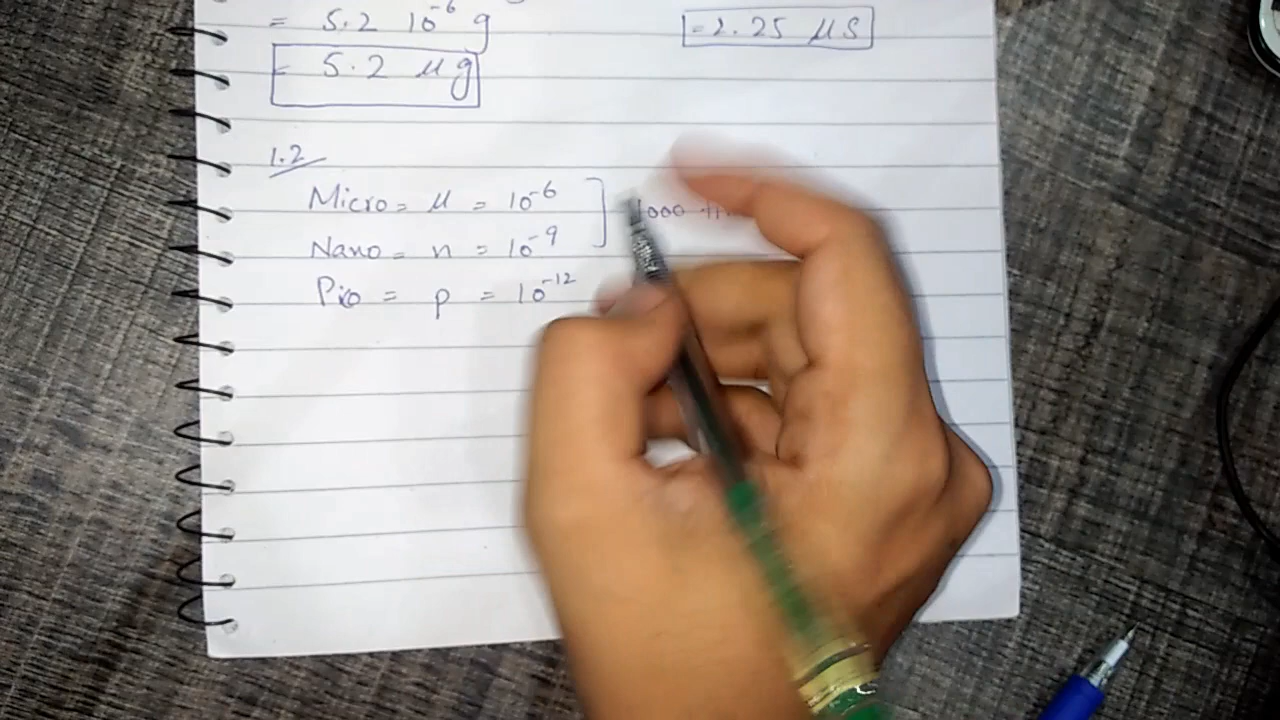 = 5.2 10⁻⁶ g
= 5.2 μg
= 2.25 μS
1.2
Micro = μ = 10⁻⁶
Nano = n = 10⁻⁹
Pico = p = 10⁻¹²
1000